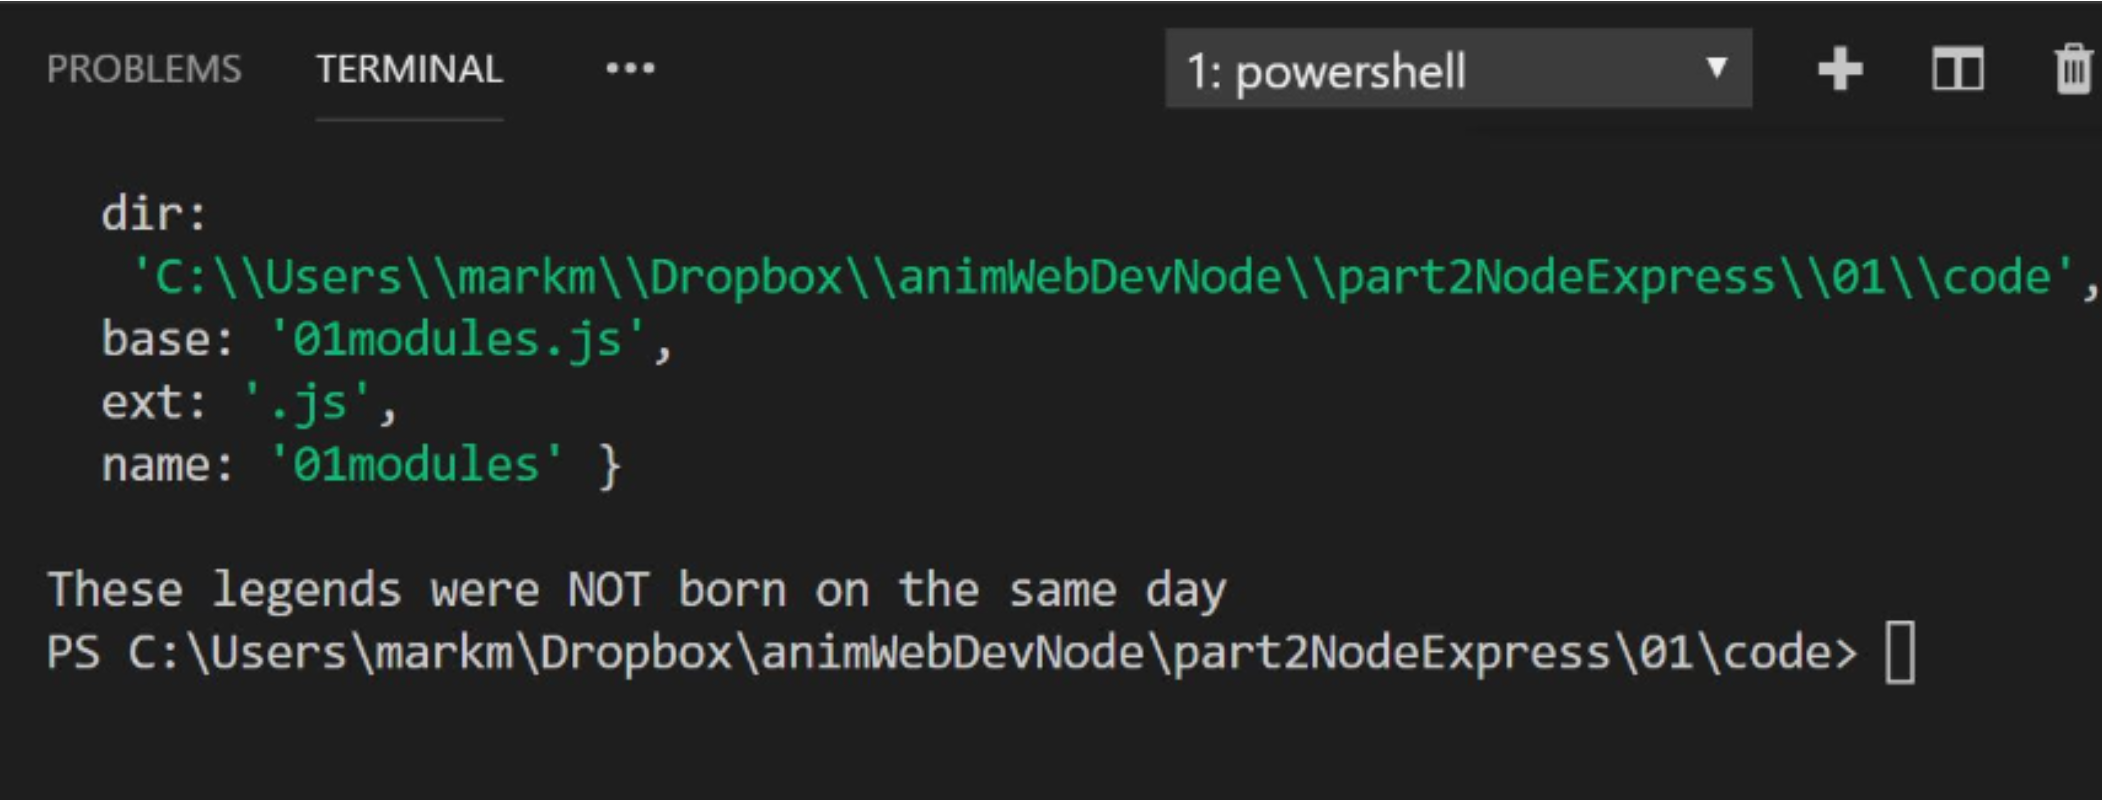 PROBLEMS TERMINAL ••• 1: powershell
dir:
'C:\\Users\\markm\\Dropbox\\animWebDevNode\\part2NodeExpress\\01\\code',
base: '01modules.js',
ext: '.js',
name: '01modules' }
These legends were NOT born on the same day
PS C:\Users\markm\Dropbox\animWebDevNode\part2NodeExpress\01\code>